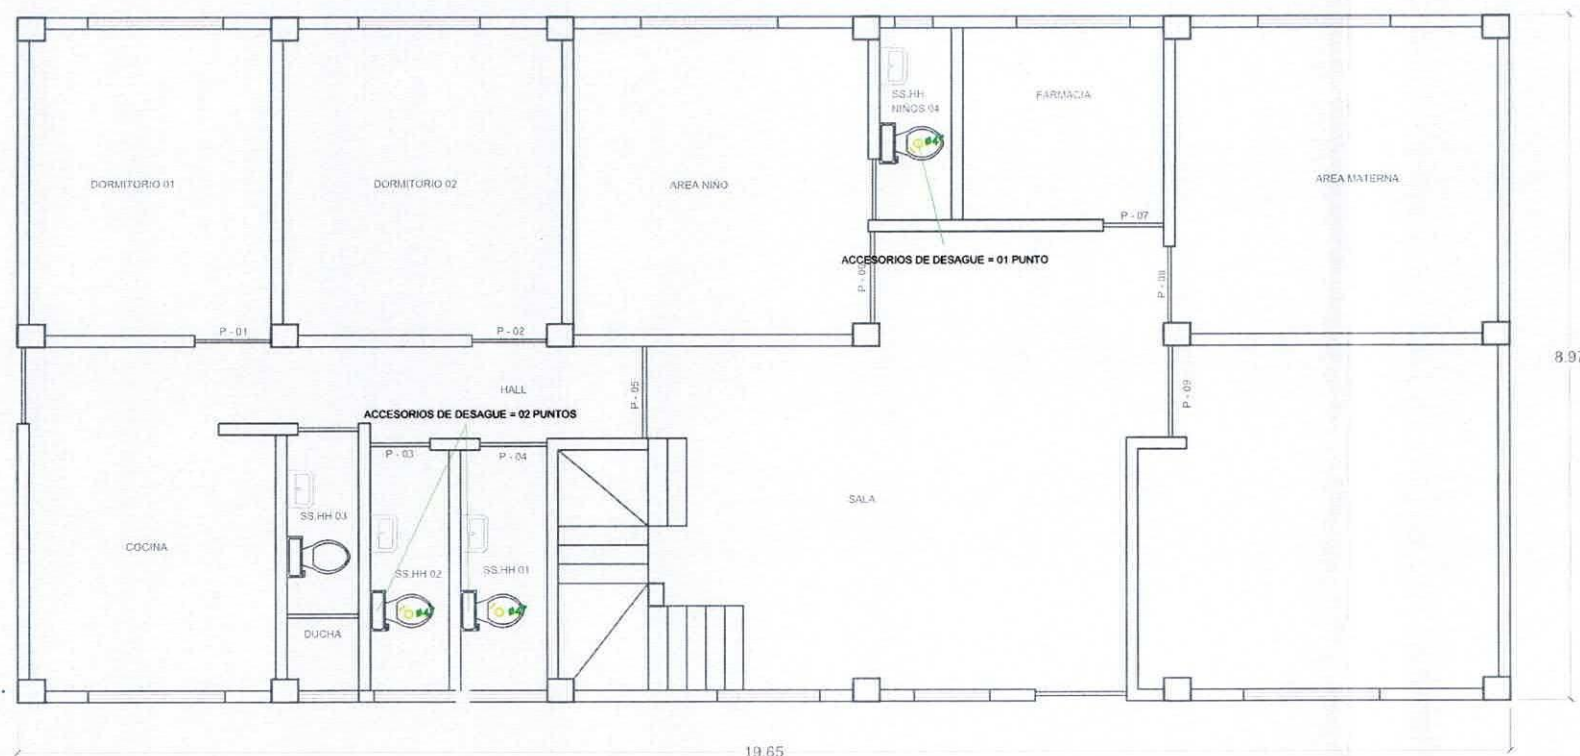 SS.HH.
NIÑOS 04
FARMACIA
DORMITORIO 01
DORMITORIO 02
AREA NIÑO
AREA MATERNA
P - 07
ACCESORIOS DE DESAGUE = 01 PUNTO
P - 08
P - 01
P - 02
8.97
HALL
P - 05
P - 09
ACCESORIOS DE DESAGUE = 02 PUNTOS
P - 03
P - 04
SALA
SS.HH 03
COCINA
SS.HH 02
SS.HH 01
DUCHA
19.65